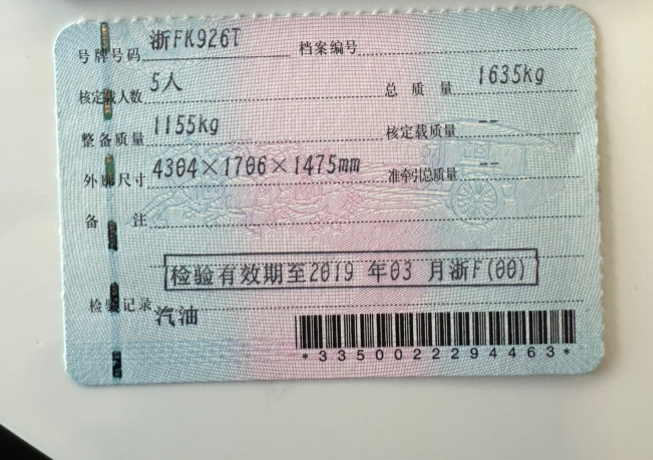 号牌号码 浙FK926T 档案编号
核定载人数 5人 总质量 1635kg
整备质量 1155kg 核定载质量 --
外廓尺寸 4304×1706×1475mm 准牵引总质量 --
备注
检验有效期至2019年03月浙F(00)
检验记录
汽油
*3350022294463*